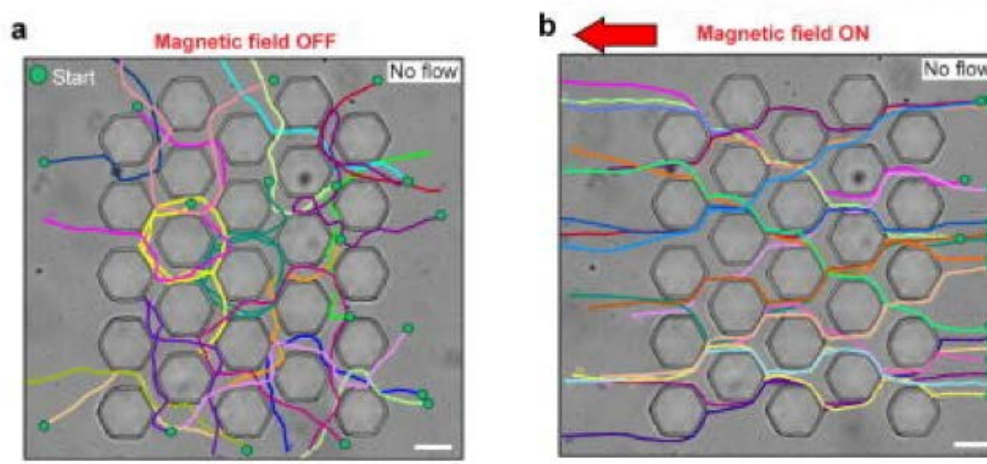 a
Magnetic field OFF
Start
No flow
b
Magnetic field ON
No flow